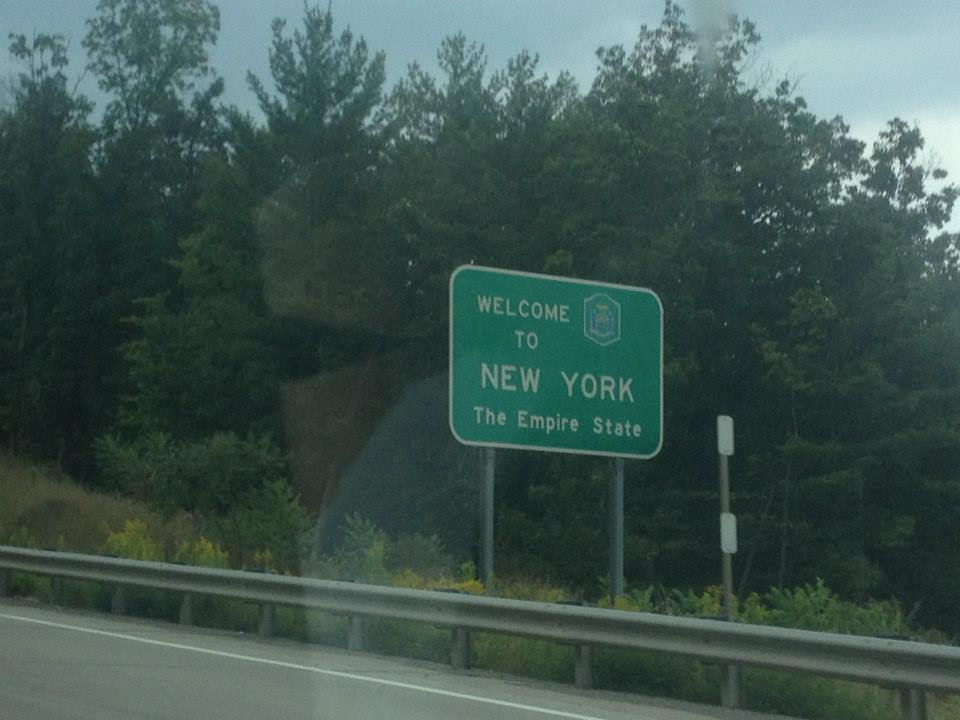 WELCOME
TO
NEW YORK
The Empire State